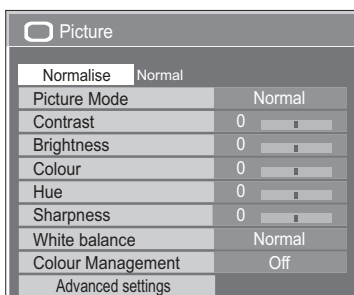 Picture
Normalise Normal
Picture Mode Normal
Contrast 0
Brightness 0
Colour 0
Hue 0
Sharpness 0
White balance Normal
Colour Management Off
Advanced settings